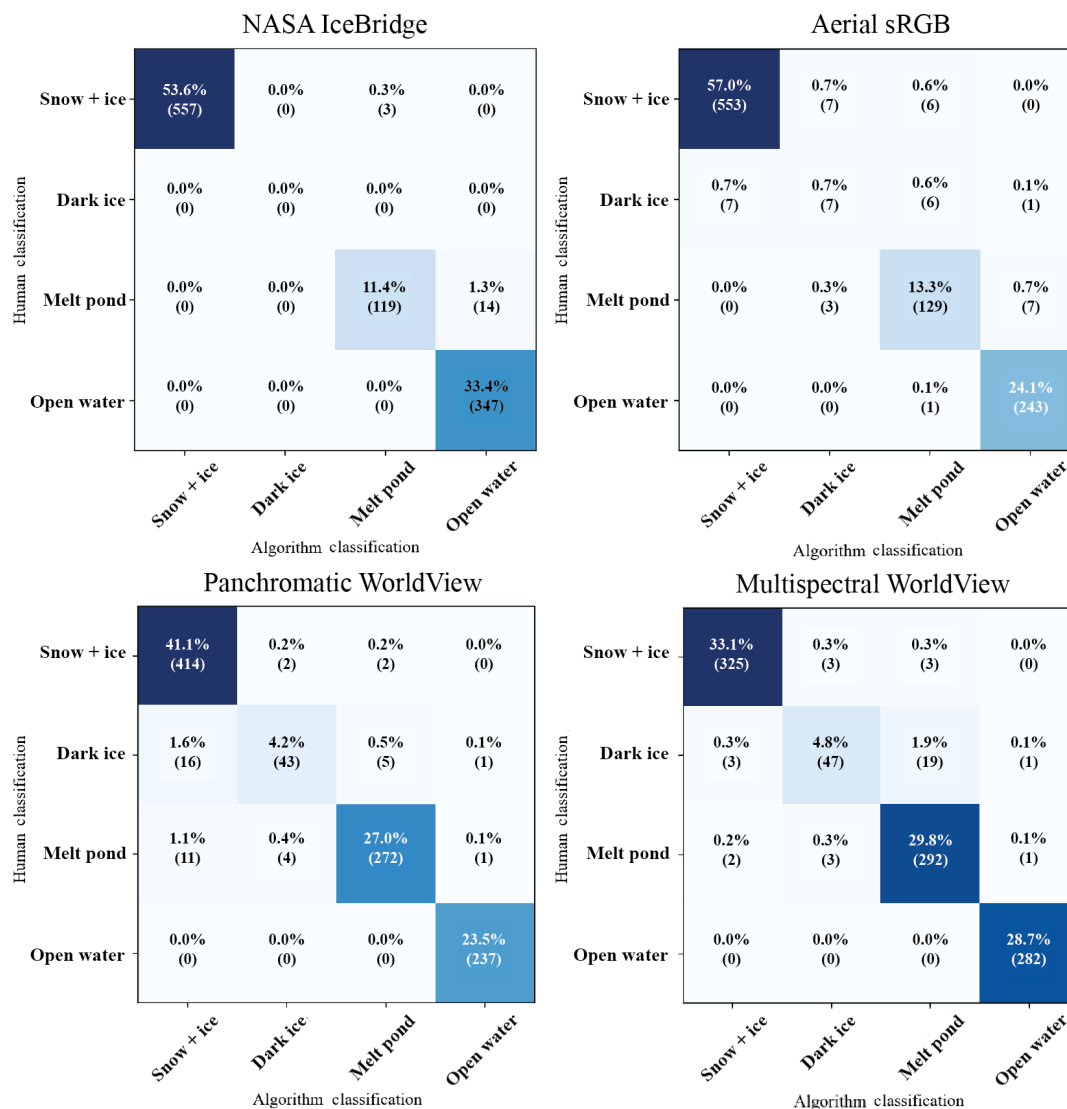 NASA IceBridge
Human classification
Snow + ice
53.6% 0.0% 0.3% 0.0%
(557) (0) (3) (0)
Dark ice
0.0% 0.0% 0.0% 0.0%
(0) (0) (0) (0)
Melt pond
0.0% 0.0% 11.4% 1.3%
(0) (0) (119) (14)
Open water
0.0% 0.0% 0.0% 33.4%
(0) (0) (0) (347)
Snow + ice Dark ice Melt pond Open water
Algorithm classification
Aerial sRGB
Human classification
Snow + ice
57.0% 0.7% 0.6% 0.0%
(553) (7) (6) (0)
Dark ice
0.7% 0.7% 0.6% 0.1%
(7) (7) (6) (1)
Melt pond
0.0% 0.3% 13.3% 0.7%
(0) (3) (129) (7)
Open water
0.0% 0.0% 0.1% 24.1%
(0) (0) (1) (243)
Snow + ice Dark ice Melt pond Open water
Algorithm classification
Panchromatic WorldView
Human classification
Snow + ice
41.1% 0.2% 0.2% 0.0%
(414) (2) (2) (0)
Dark ice
1.6% 4.2% 0.5% 0.1%
(16) (43) (5) (1)
Melt pond
1.1% 0.4% 27.0% 0.1%
(11) (4) (272) (1)
Open water
0.0% 0.0% 0.0% 23.5%
(0) (0) (0) (237)
Snow + ice Dark ice Melt pond Open water
Algorithm classification
Multispectral WorldView
Human classification
Snow + ice
33.1% 0.3% 0.3% 0.0%
(325) (3) (3) (0)
Dark ice
0.3% 4.8% 1.9% 0.1%
(3) (47) (19) (1)
Melt pond
0.2% 0.3% 29.8% 0.1%
(2) (3) (292) (1)
Open water
0.0% 0.0% 0.0% 28.7%
(0) (0) (0) (282)
Snow + ice Dark ice Melt pond Open water
Algorithm classification